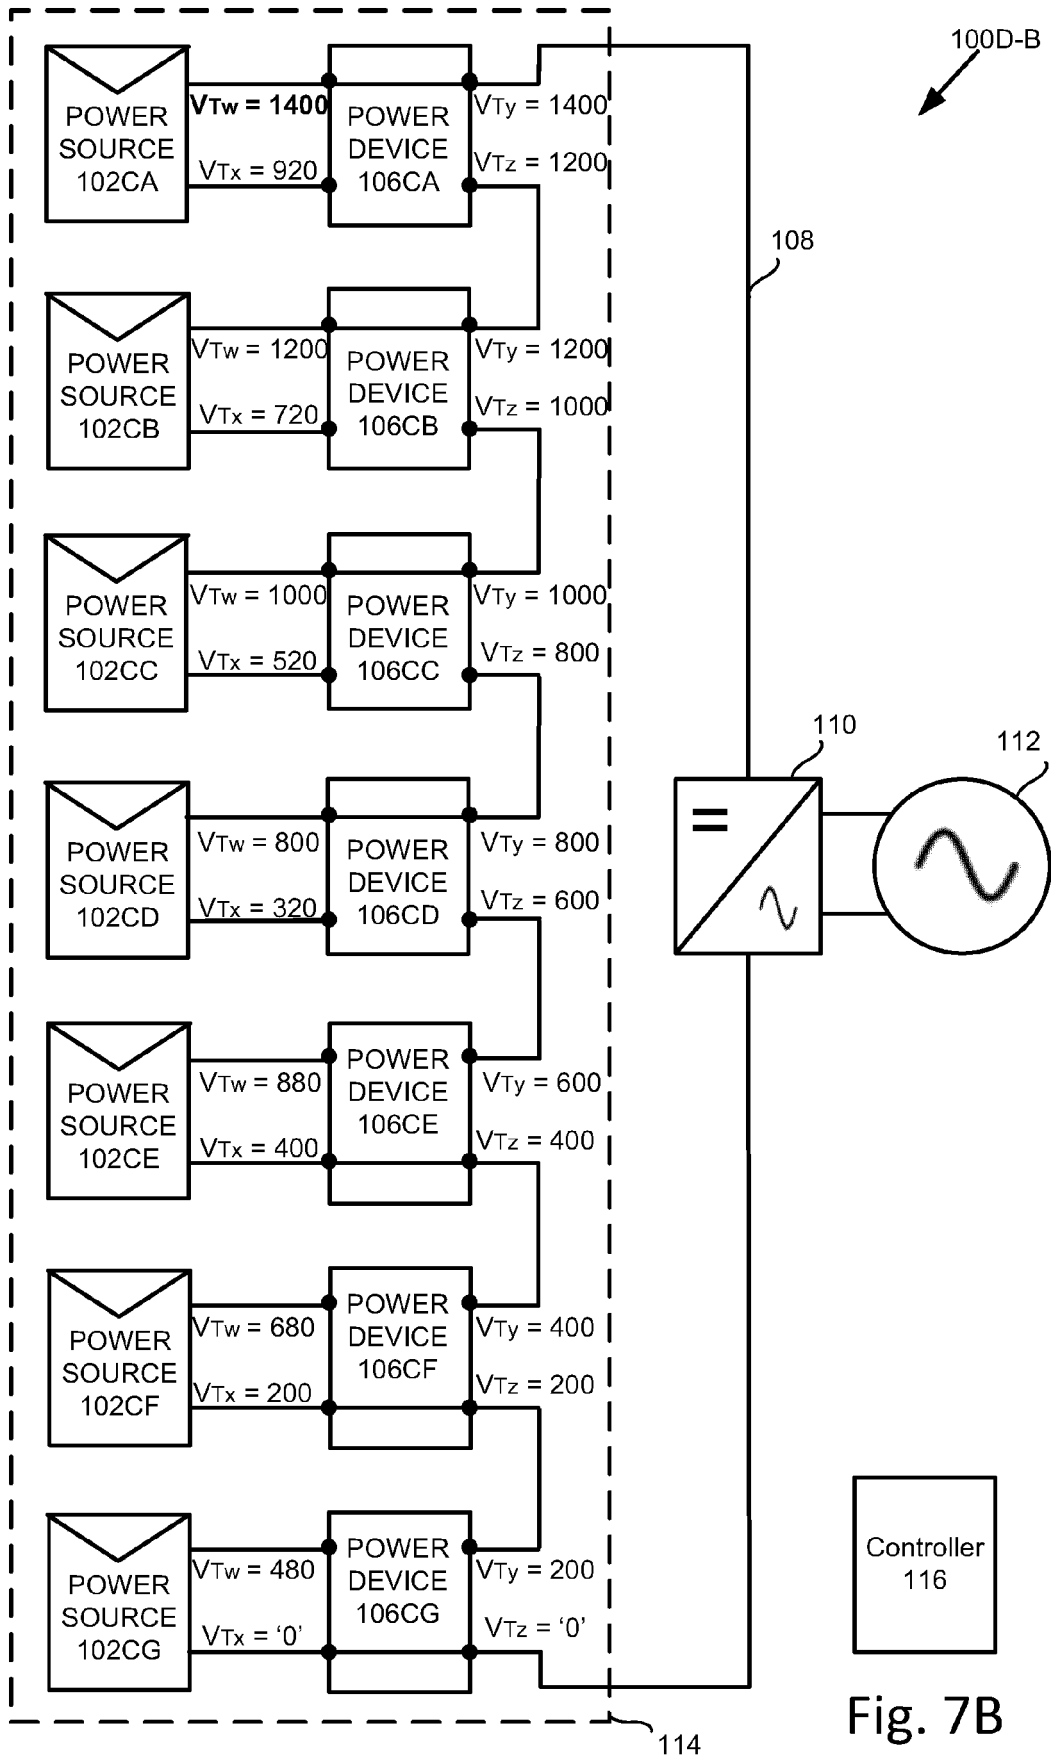 100D-B
POWER
SOURCE
102CA
VTw = 1400
VTx = 920
POWER
DEVICE
106CA
VTy = 1400
VTz = 1200
108
POWER
SOURCE
102CB
VTw = 1200
VTx = 720
POWER
DEVICE
106CB
VTy = 1200
VTz = 1000
POWER
SOURCE
102CC
VTw = 1000
VTx = 520
POWER
DEVICE
106CC
VTy = 1000
VTz = 800
110
112
POWER
SOURCE
102CD
VTw = 800
VTx = 320
POWER
DEVICE
106CD
VTy = 800
VTz = 600
POWER
SOURCE
102CE
VTw = 880
VTx = 400
POWER
DEVICE
106CE
VTy = 600
VTz = 400
POWER
SOURCE
102CF
VTw = 680
VTx = 200
POWER
DEVICE
106CF
VTy = 400
VTz = 200
POWER
SOURCE
102CG
VTw = 480
VTx = ‘0’
POWER
DEVICE
106CG
VTy = 200
VTz = ‘0’
Controller
116
114
Fig. 7B